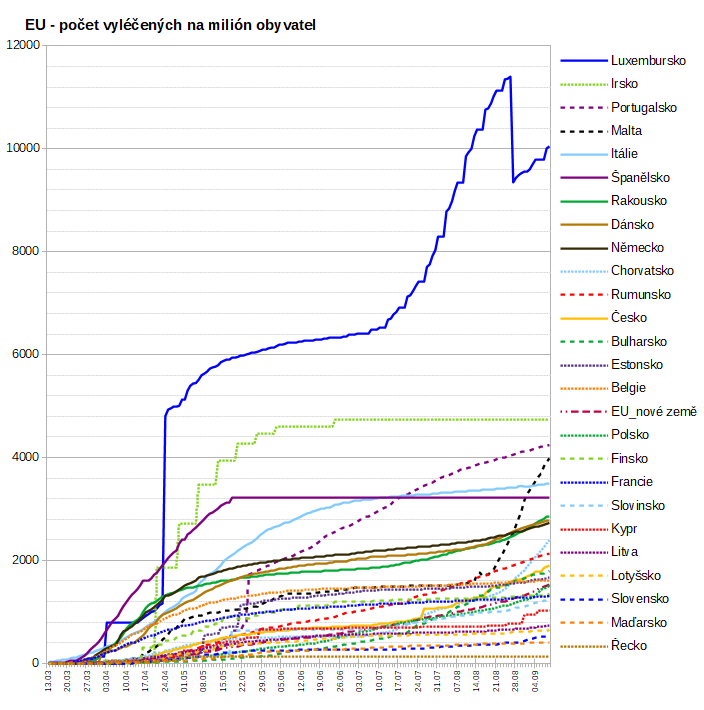 EU - počet vyléčených na milión obyvatel
12000
10000
8000
6000
4000
2000
0
13.03
20.03
27.03
03.04
10.04
17.04
24.04
01.05
08.05
15.05
22.05
29.05
05.06
12.06
19.06
26.06
03.07
10.07
17.07
24.07
31.07
07.08
14.08
21.08
28.08
04.09
Luxembursko
Irsko
Portugalsko
Malta
Itálie
Španělsko
Rakousko
Dánsko
Německo
Chorvatsko
Rumunsko
Česko
Bulharsko
Estonsko
Belgie
EU_nové země
Polsko
Finsko
Francie
Slovinsko
Kypr
Litva
Lotyšsko
Slovensko
Maďarsko
Řecko